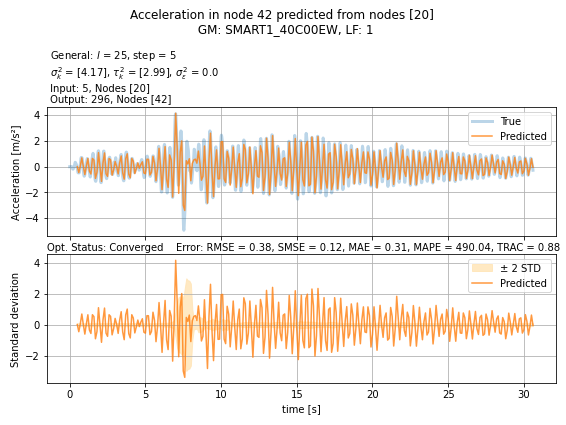 Acceleration in node 42 predicted from nodes [20]
GM: SMART1_40C00EW, LF: 1
General: l = 25, step = 5
σ²ₖ = [4.17], τ²ₖ = [2.99], σ²ₑ = 0.0
Input: 5, Nodes [20]
Output: 296, Nodes [42]
4
2
0
−2
−4
Acceleration [m/s²]
True
Predicted
Opt. Status: Converged Error: RMSE = 0.38, SMSE = 0.12, MAE = 0.31, MAPE = 490.04, TRAC = 0.88
4
2
0
−2
Standard deviation
± 2 STD
Predicted
0 5 10 15 20 25 30
time [s]